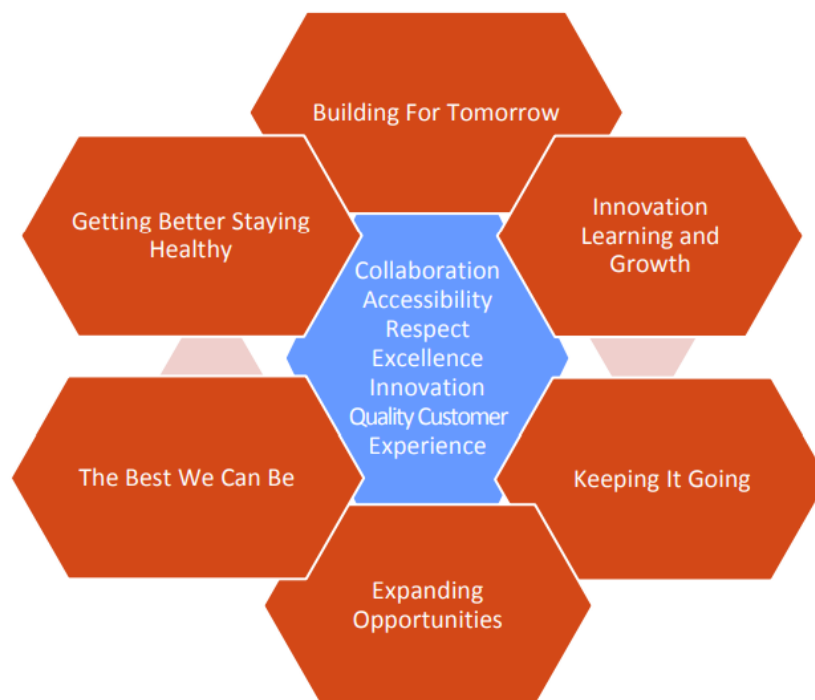 Building For Tomorrow
Getting Better Staying
Healthy
Innovation
Learning and
Growth
Collaboration
Accessibility
Respect
Excellence
Innovation
Quality Customer
Experience
The Best We Can Be
Keeping It Going
Expanding
Opportunities